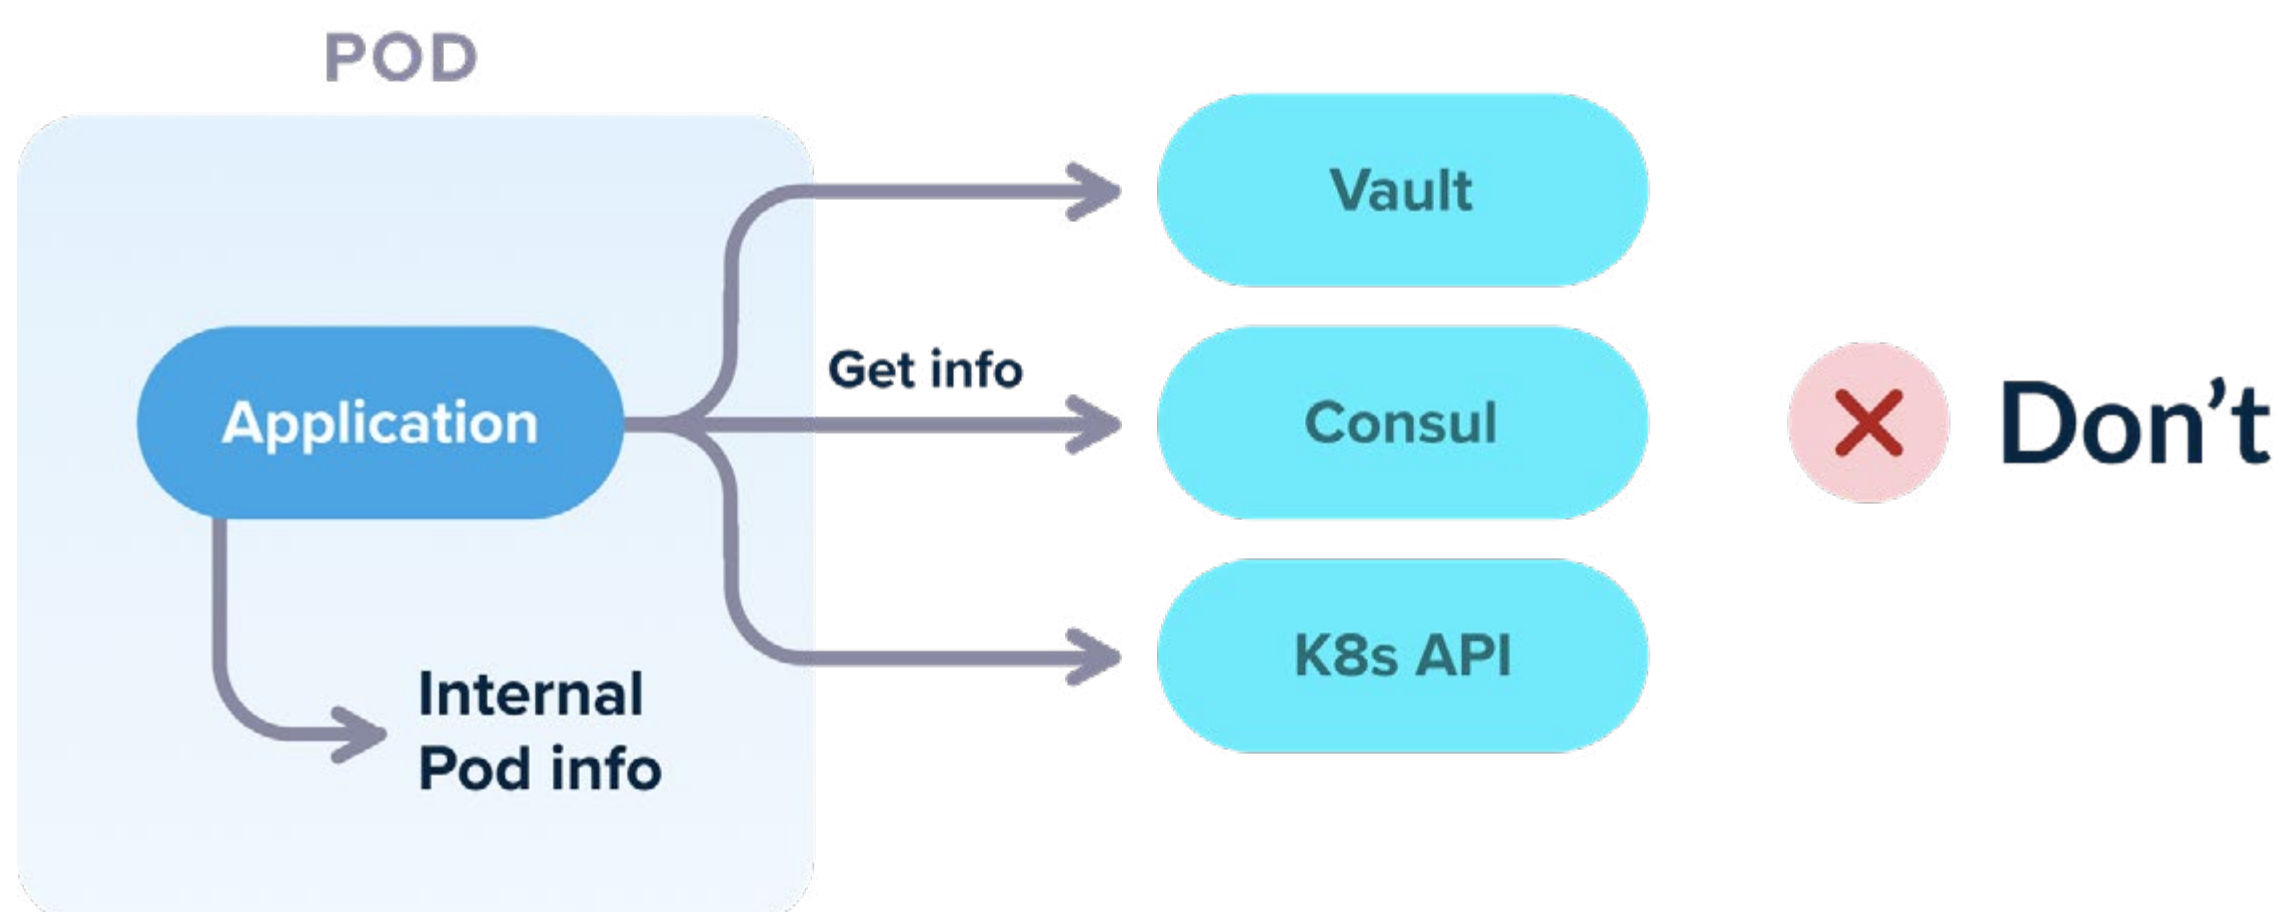 POD
Vault
Get info
Application
Consul
Don’t
K8s API
Internal
Pod info